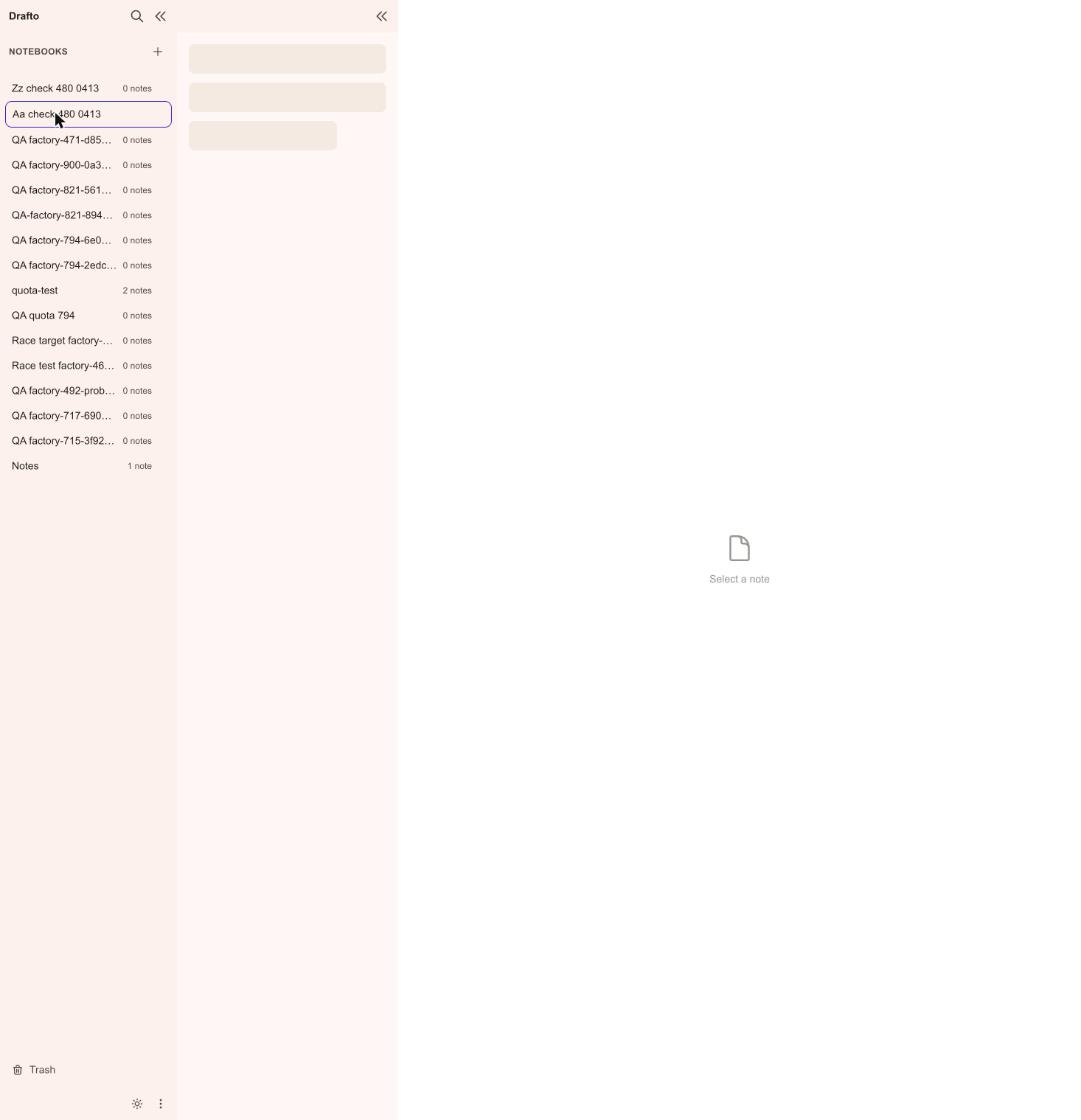 Drafto
NOTEBOOKS
Zz check 480 0413 0 notes
Aa check 480 0413
QA factory-471-d85... 0 notes
QA factory-900-0a3... 0 notes
QA factory-821-561... 0 notes
QA-factory-821-894... 0 notes
QA factory-794-6e0... 0 notes
QA factory-794-2edc... 0 notes
quota-test 2 notes
QA quota 794 0 notes
Race target factory-... 0 notes
Race test factory-46... 0 notes
QA factory-492-prob... 0 notes
QA factory-717-690... 0 notes
QA factory-715-3f92... 0 notes
Notes 1 note
Select a note
Trash